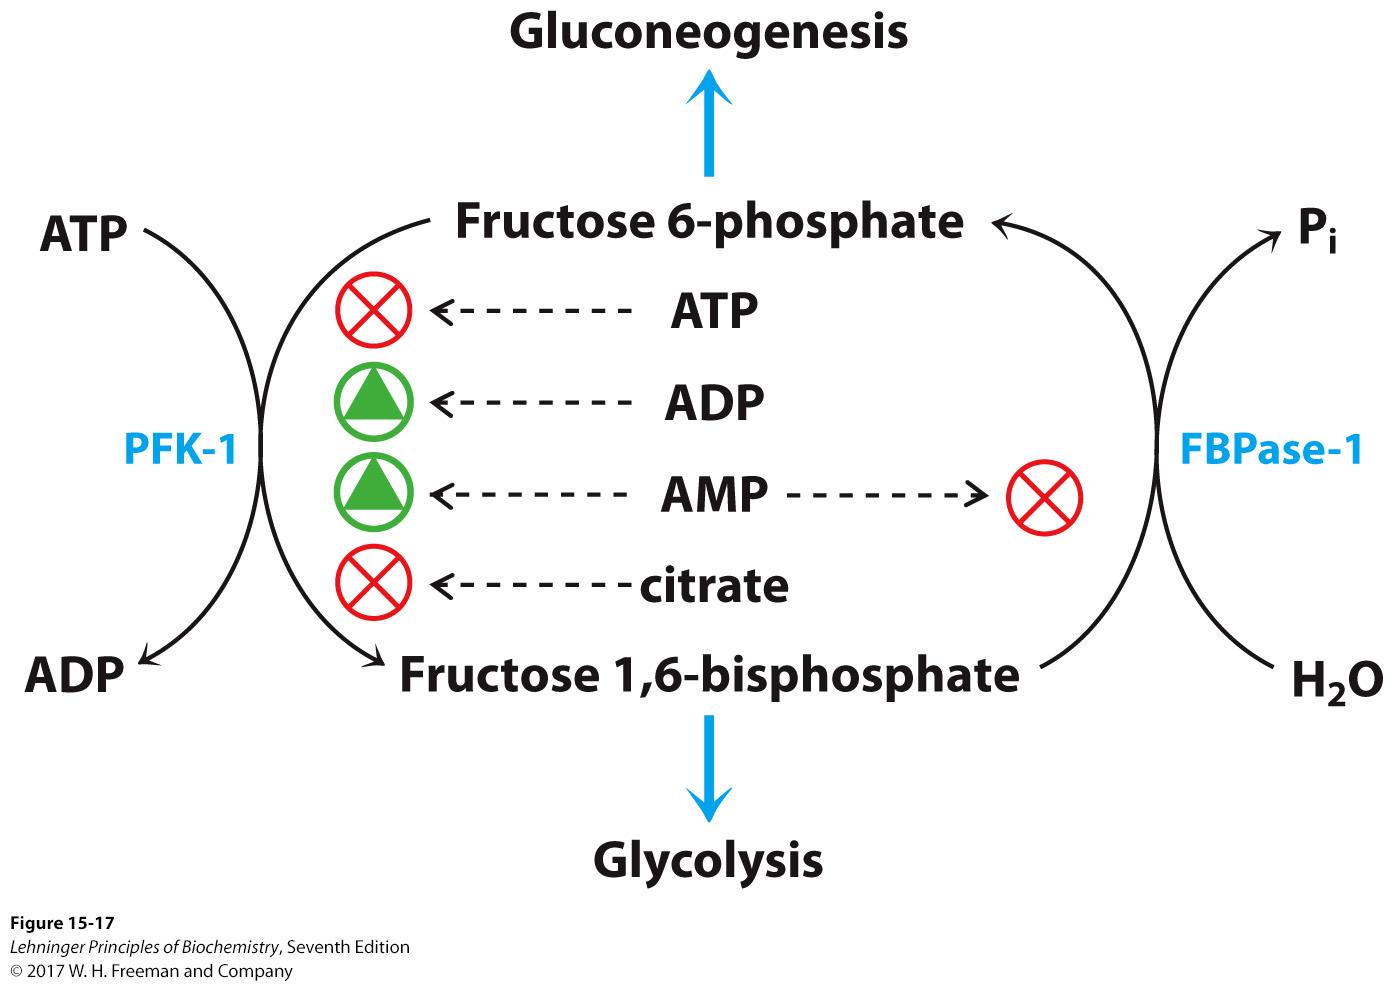 Gluconeogenesis
ATP
Fructose 6-phosphate
Pi
ATP
ADP
PFK-1
FBPase-1
AMP
citrate
ADP
Fructose 1,6-bisphosphate
H2O
Glycolysis
Figure 15-17
Lehninger Principles of Biochemistry, Seventh Edition
© 2017 W. H. Freeman and Company